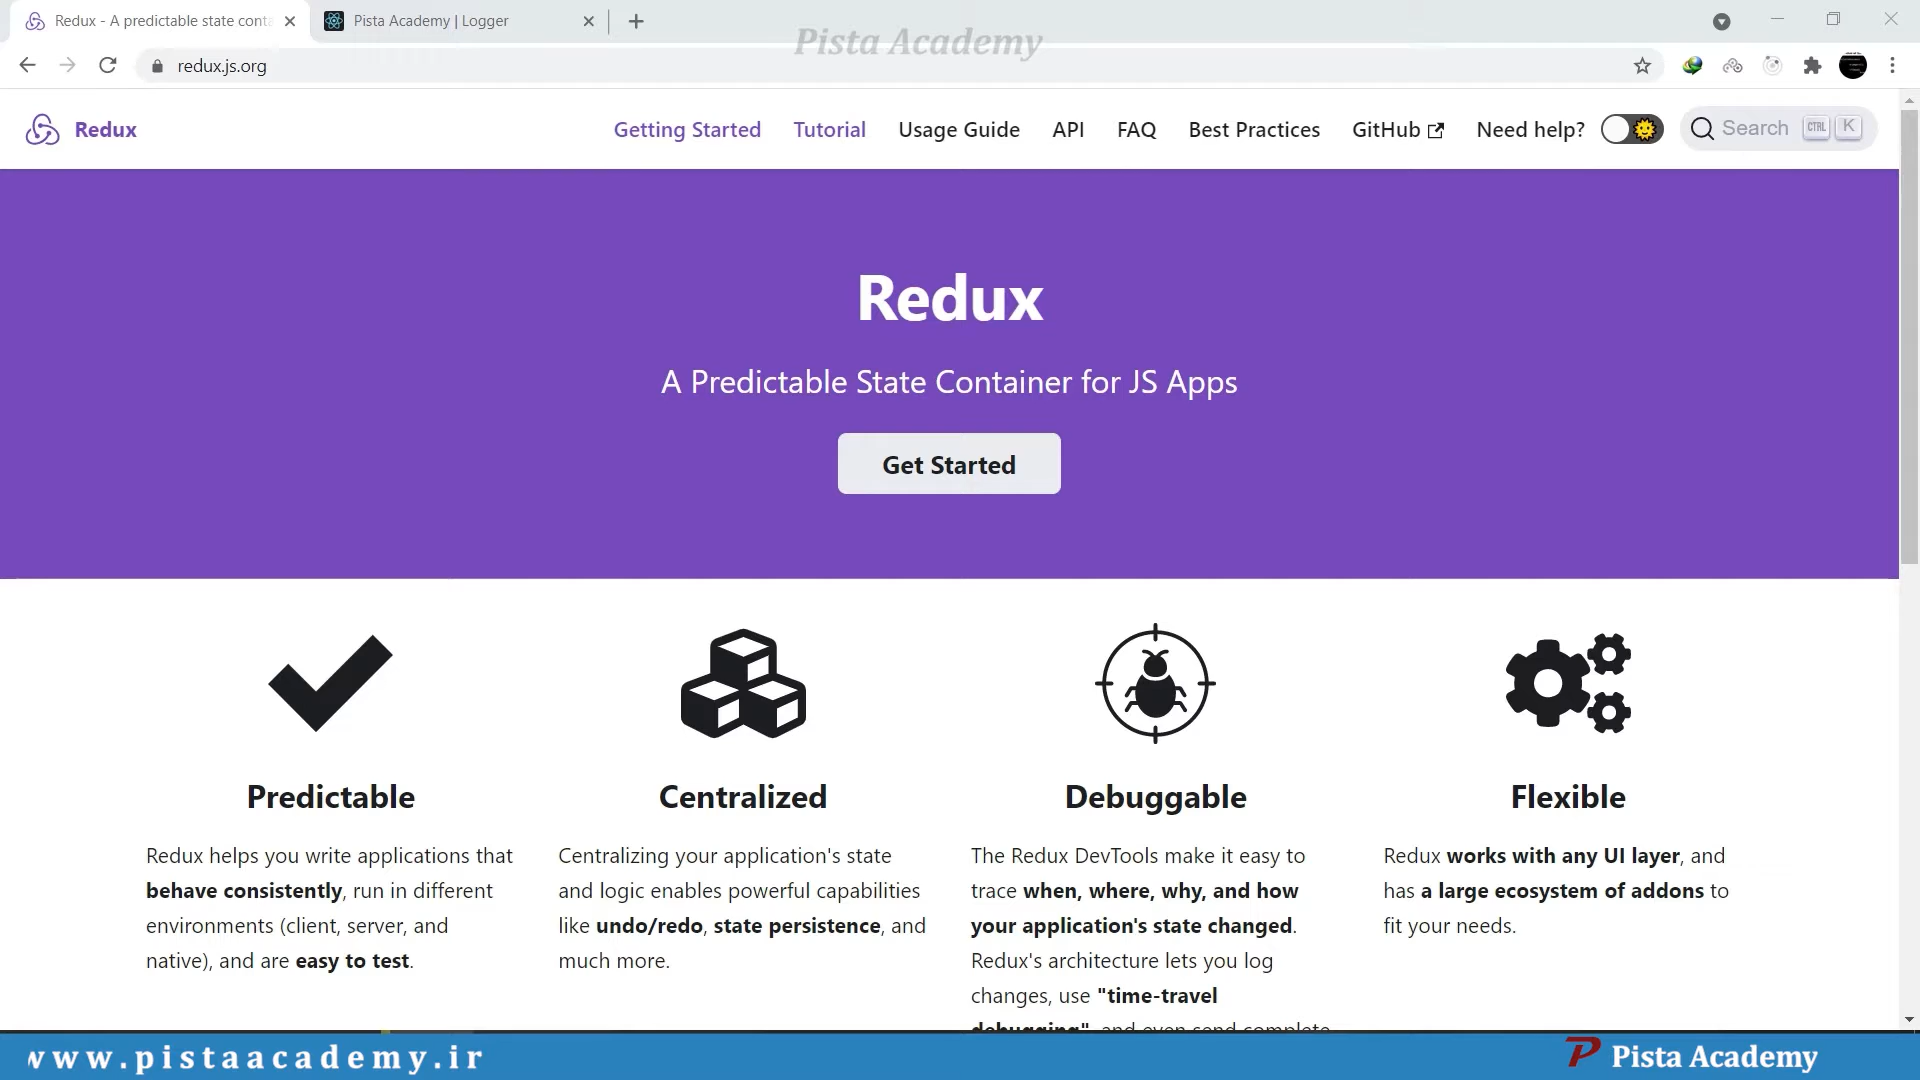 Redux - A predictable state conta
Pista Academy | Logger
Pista Academy
redux.js.org
Redux
Getting Started
Tutorial
Usage Guide
API
FAQ
Best Practices
GitHub
Need help?
Search
CTRL
K
Redux
A Predictable State Container for JS Apps
Get Started
Predictable
Redux helps you write applications that
behave consistently, run in different
environments (client, server, and
native), and are easy to test.
Centralized
Centralizing your application's state
and logic enables powerful capabilities
like undo/redo, state persistence, and
much more.
Debuggable
The Redux DevTools make it easy to
trace when, where, why, and how
your application's state changed.
Redux's architecture lets you log
changes, use "time-travel
debugging", and even send complete
Flexible
Redux works with any UI layer, and
has a large ecosystem of addons to
fit your needs.
www.pistaacademy.ir
P Pista Academy